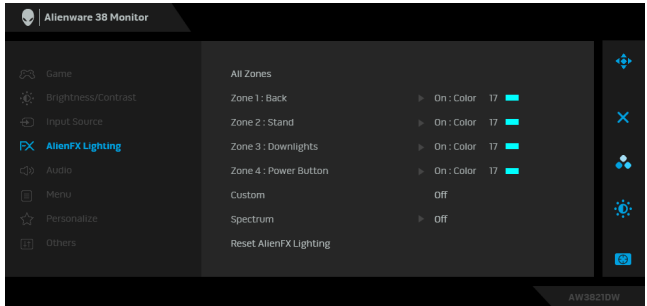 Alienware 38 Monitor
Game
Brightness/Contrast
Input Source
FX AlienFX Lighting
Audio
Menu
Personalize
Others
All Zones
Zone 1 : Back On : Color 17
Zone 2 : Stand On : Color 17
Zone 3 : Downlights On : Color 17
Zone 4 : Power Button On : Color 17
Custom Off
Spectrum Off
Reset AlienFX Lighting
AW3821DW